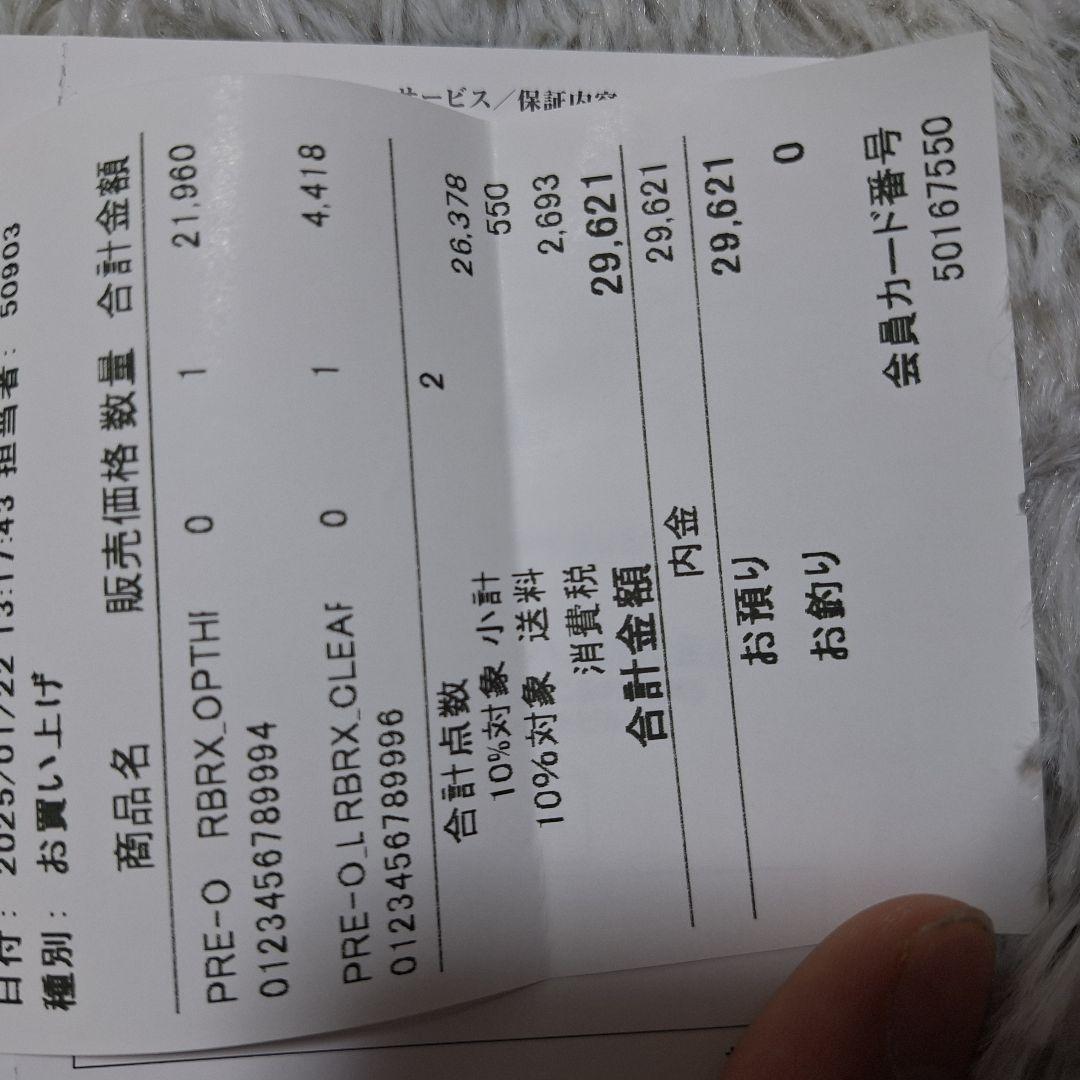 サービス／保証内容
日付: 2025/01/22 13:17:43 担当者: 50903
種別: お買い上げ
商品名 販売価格 数量 合計金額
PRE-O RBRX_OPTHI 0 1 21,960
0123456789994
PRE-O_LRBRX_CLEAF 0 1 4,418
0123456789996
合計点数 2
10%対象 小計 26,378
10%対象 送料 550
消費税 2,693
合計金額 29,621
内金 29,621
お預り 29,621
お釣り 0
会員カード番号
50167550